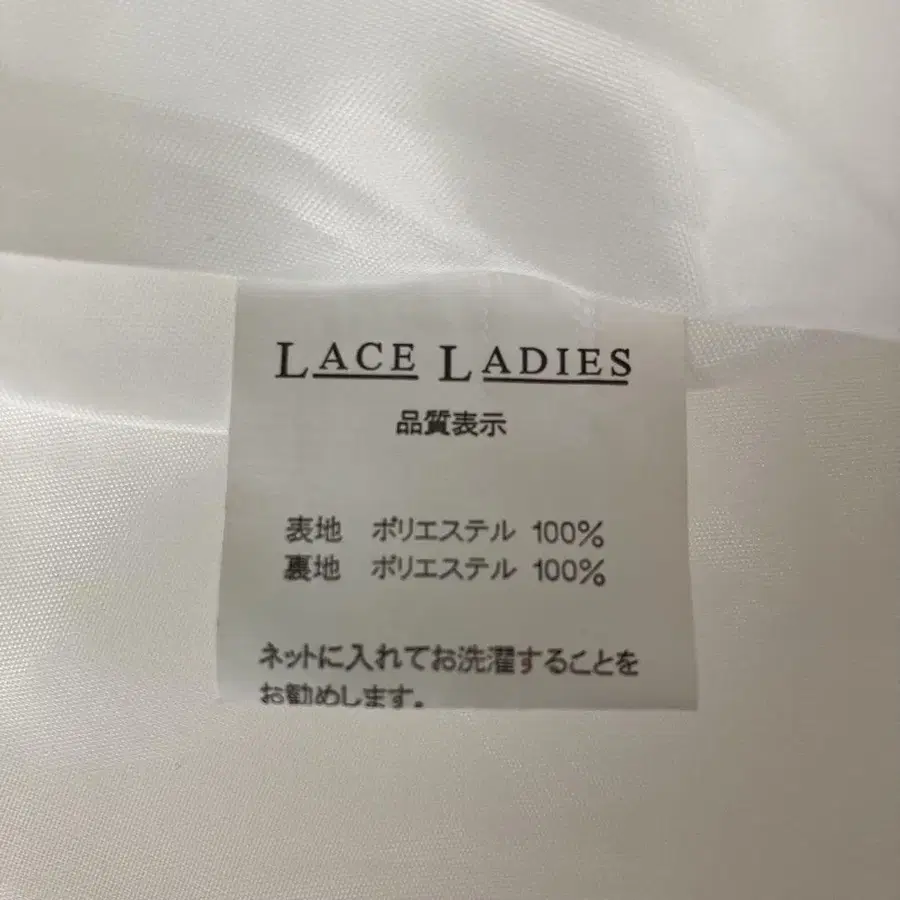 LACE LADIES
品質表示
表地 ポリエステル 100%
裏地 ポリエステル 100%
ネットに入れてお洗濯することを
お勧めします。